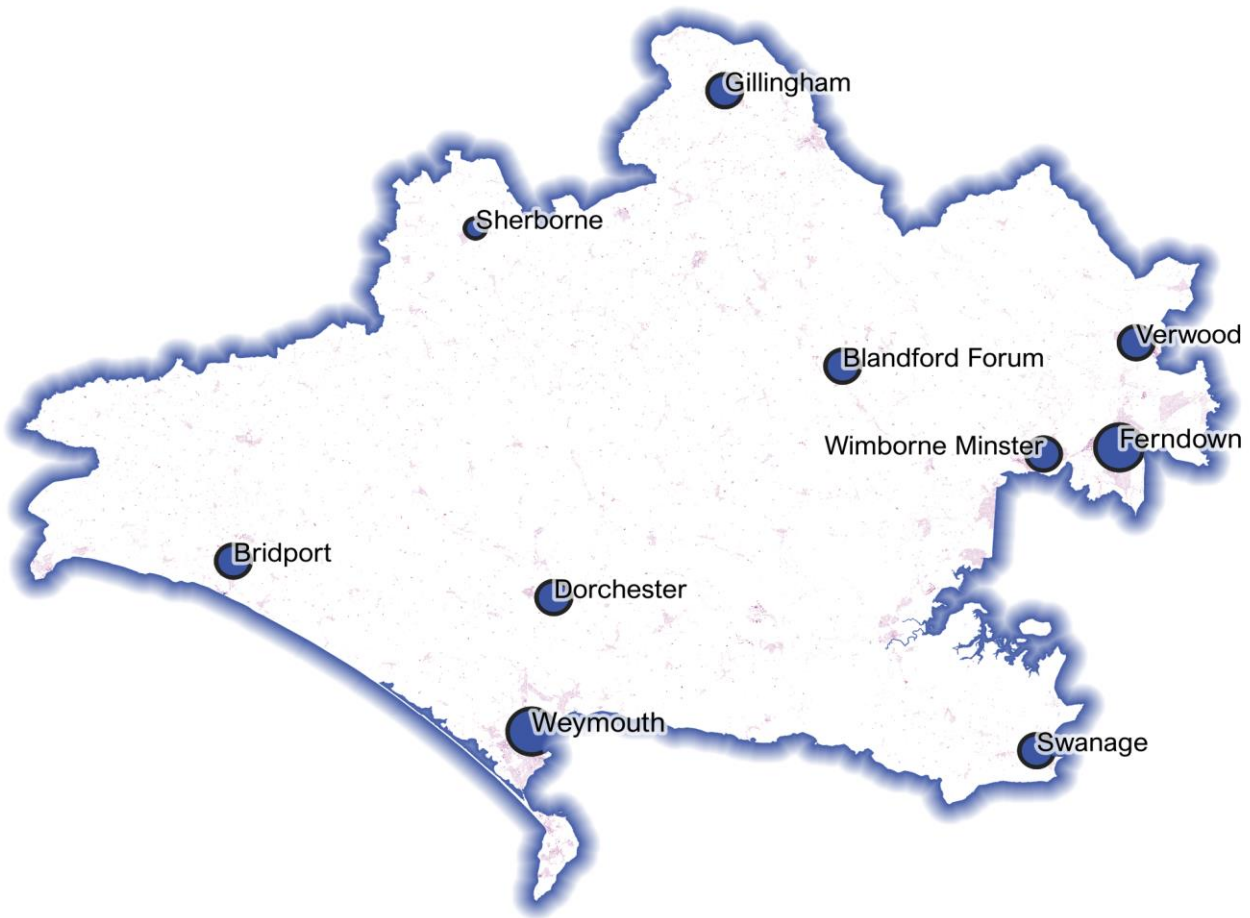 Gillingham
Sherborne
Verwood
Blandford Forum
Ferndown
Wimborne Minster
Bridport
Dorchester
Weymouth
Swanage